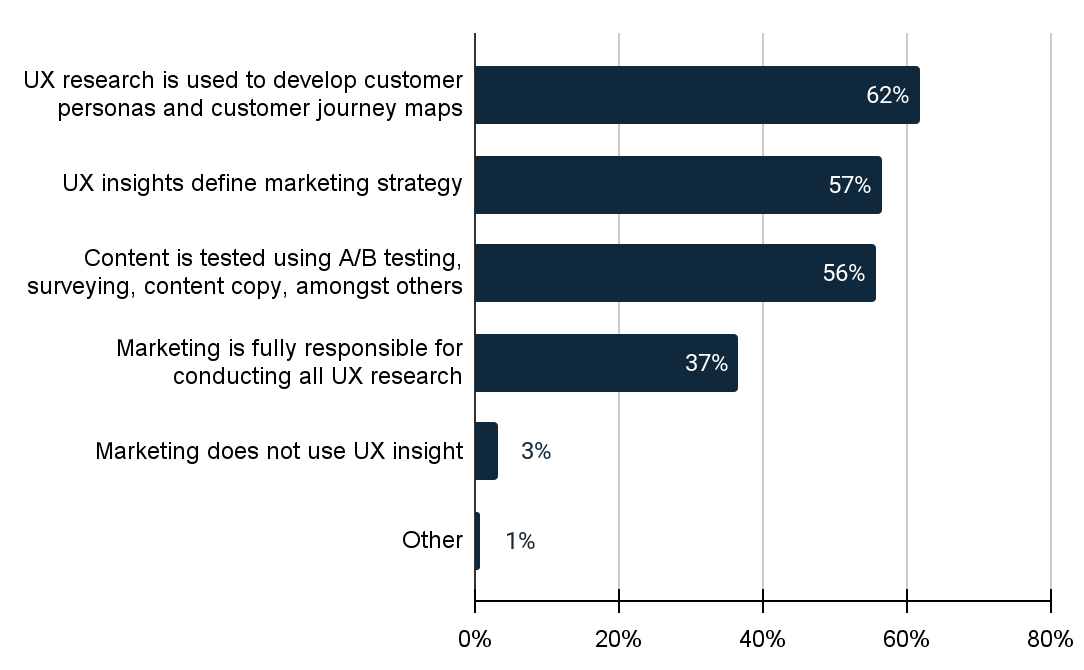 UX research is used to develop customer
personas and customer journey maps
62%
UX insights define marketing strategy
57%
Content is tested using A/B testing,
surveying, content copy, amongst others
56%
Marketing is fully responsible for
conducting all UX research
37%
Marketing does not use UX insight
3%
Other
1%
0%
20%
40%
60%
80%